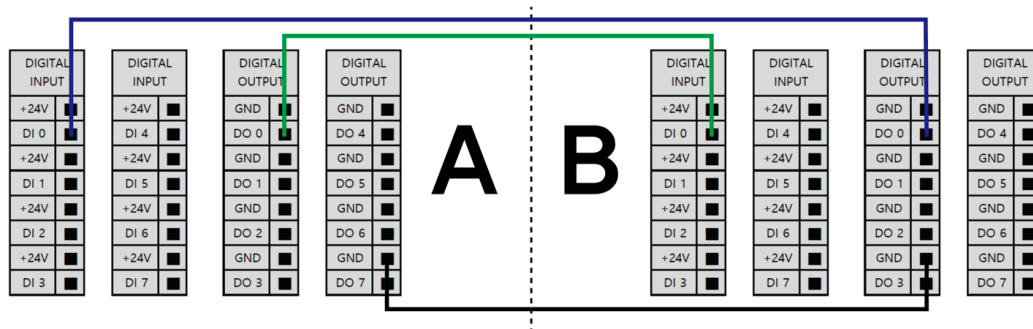 DIGITAL
INPUT
+24V
DI 0
+24V
DI 1
+24V
DI 2
+24V
DI 3
DIGITAL
INPUT
+24V
DI 4
+24V
DI 5
+24V
DI 6
+24V
DI 7
DIGITAL
OUTPUT
GND
DO 0
GND
DO 1
GND
DO 2
GND
DO 3
DIGITAL
OUTPUT
GND
DO 4
GND
DO 5
GND
DO 6
GND
DO 7
A
B
DIGITAL
INPUT
+24V
DI 0
+24V
DI 1
+24V
DI 2
+24V
DI 3
DIGITAL
INPUT
+24V
DI 4
+24V
DI 5
+24V
DI 6
+24V
DI 7
DIGITAL
OUTPUT
GND
DO 0
GND
DO 1
GND
DO 2
GND
DO 3
DIGITAL
OUTPUT
GND
DO 4
GND
DO 5
GND
DO 6
GND
DO 7